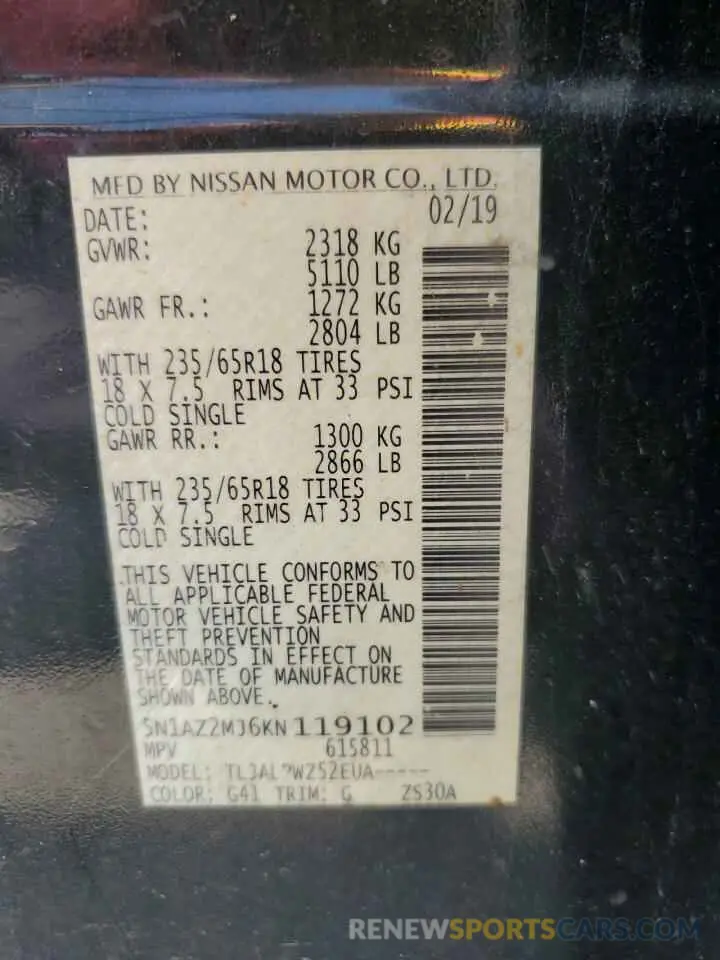 MFD BY NISSAN MOTOR CO., LTD.
DATE: 02/19
GVWR: 2318 KG
5110 LB
GAWR FR.: 1272 KG
2804 LB
WITH 235/65R18 TIRES
18 X 7.5 RIMS AT 33 PSI
COLD SINGLE
GAWR RR.: 1300 KG
2866 LB
WITH 235/65R18 TIRES
18 X 7.5 RIMS AT 33 PSI
COLD SINGLE
THIS VEHICLE CONFORMS TO
ALL APPLICABLE FEDERAL
MOTOR VEHICLE SAFETY AND
THEFT PREVENTION
STANDARDS IN EFFECT ON
THE DATE OF MANUFACTURE
SHOWN ABOVE.
5N1AZ2MJ6KN119102
MPV 615811
MODEL:
COLOR: G41 TRIM: G ZS30A
RENEWSPORTSCARS.COM